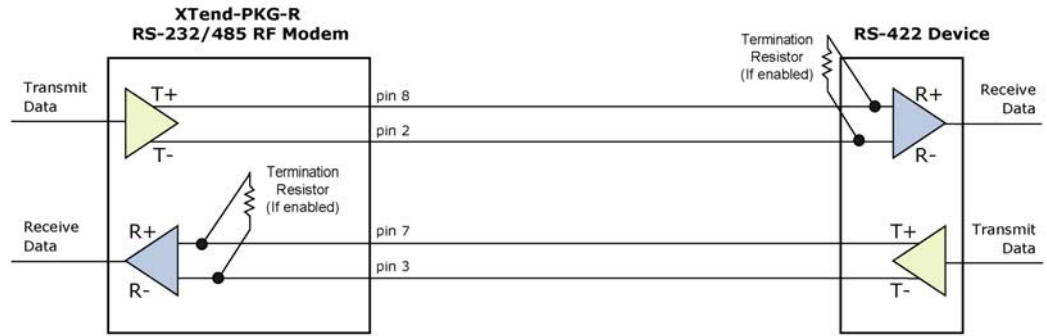 XTend-PKG-R
RS-232/485 RF Modem
RS-422 Device
Termination
Resistor
(If enabled)
Transmit
Data
T+
T-
pin 8
pin 2
R+
R-
Receive
Data
Termination
Resistor
(If enabled)
Receive
Data
R+
R-
pin 7
pin 3
T+
T-
Transmit
Data